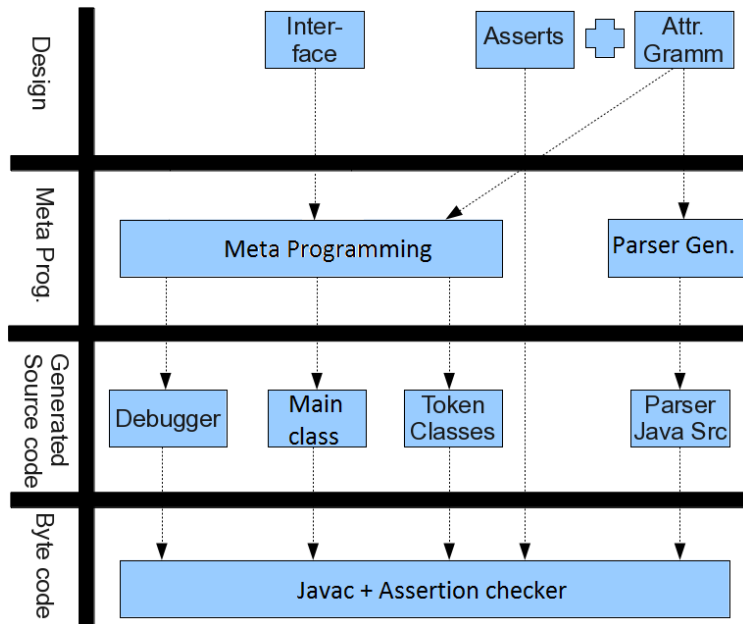 Design
Inter-
face
Asserts
Attr.
Gramm
Meta Prog.
Meta Programming
Parser Gen.
Generated
Source code
Debugger
Main
class
Token
Classes
Parser
Java Src
Byte code
Javac + Assertion checker